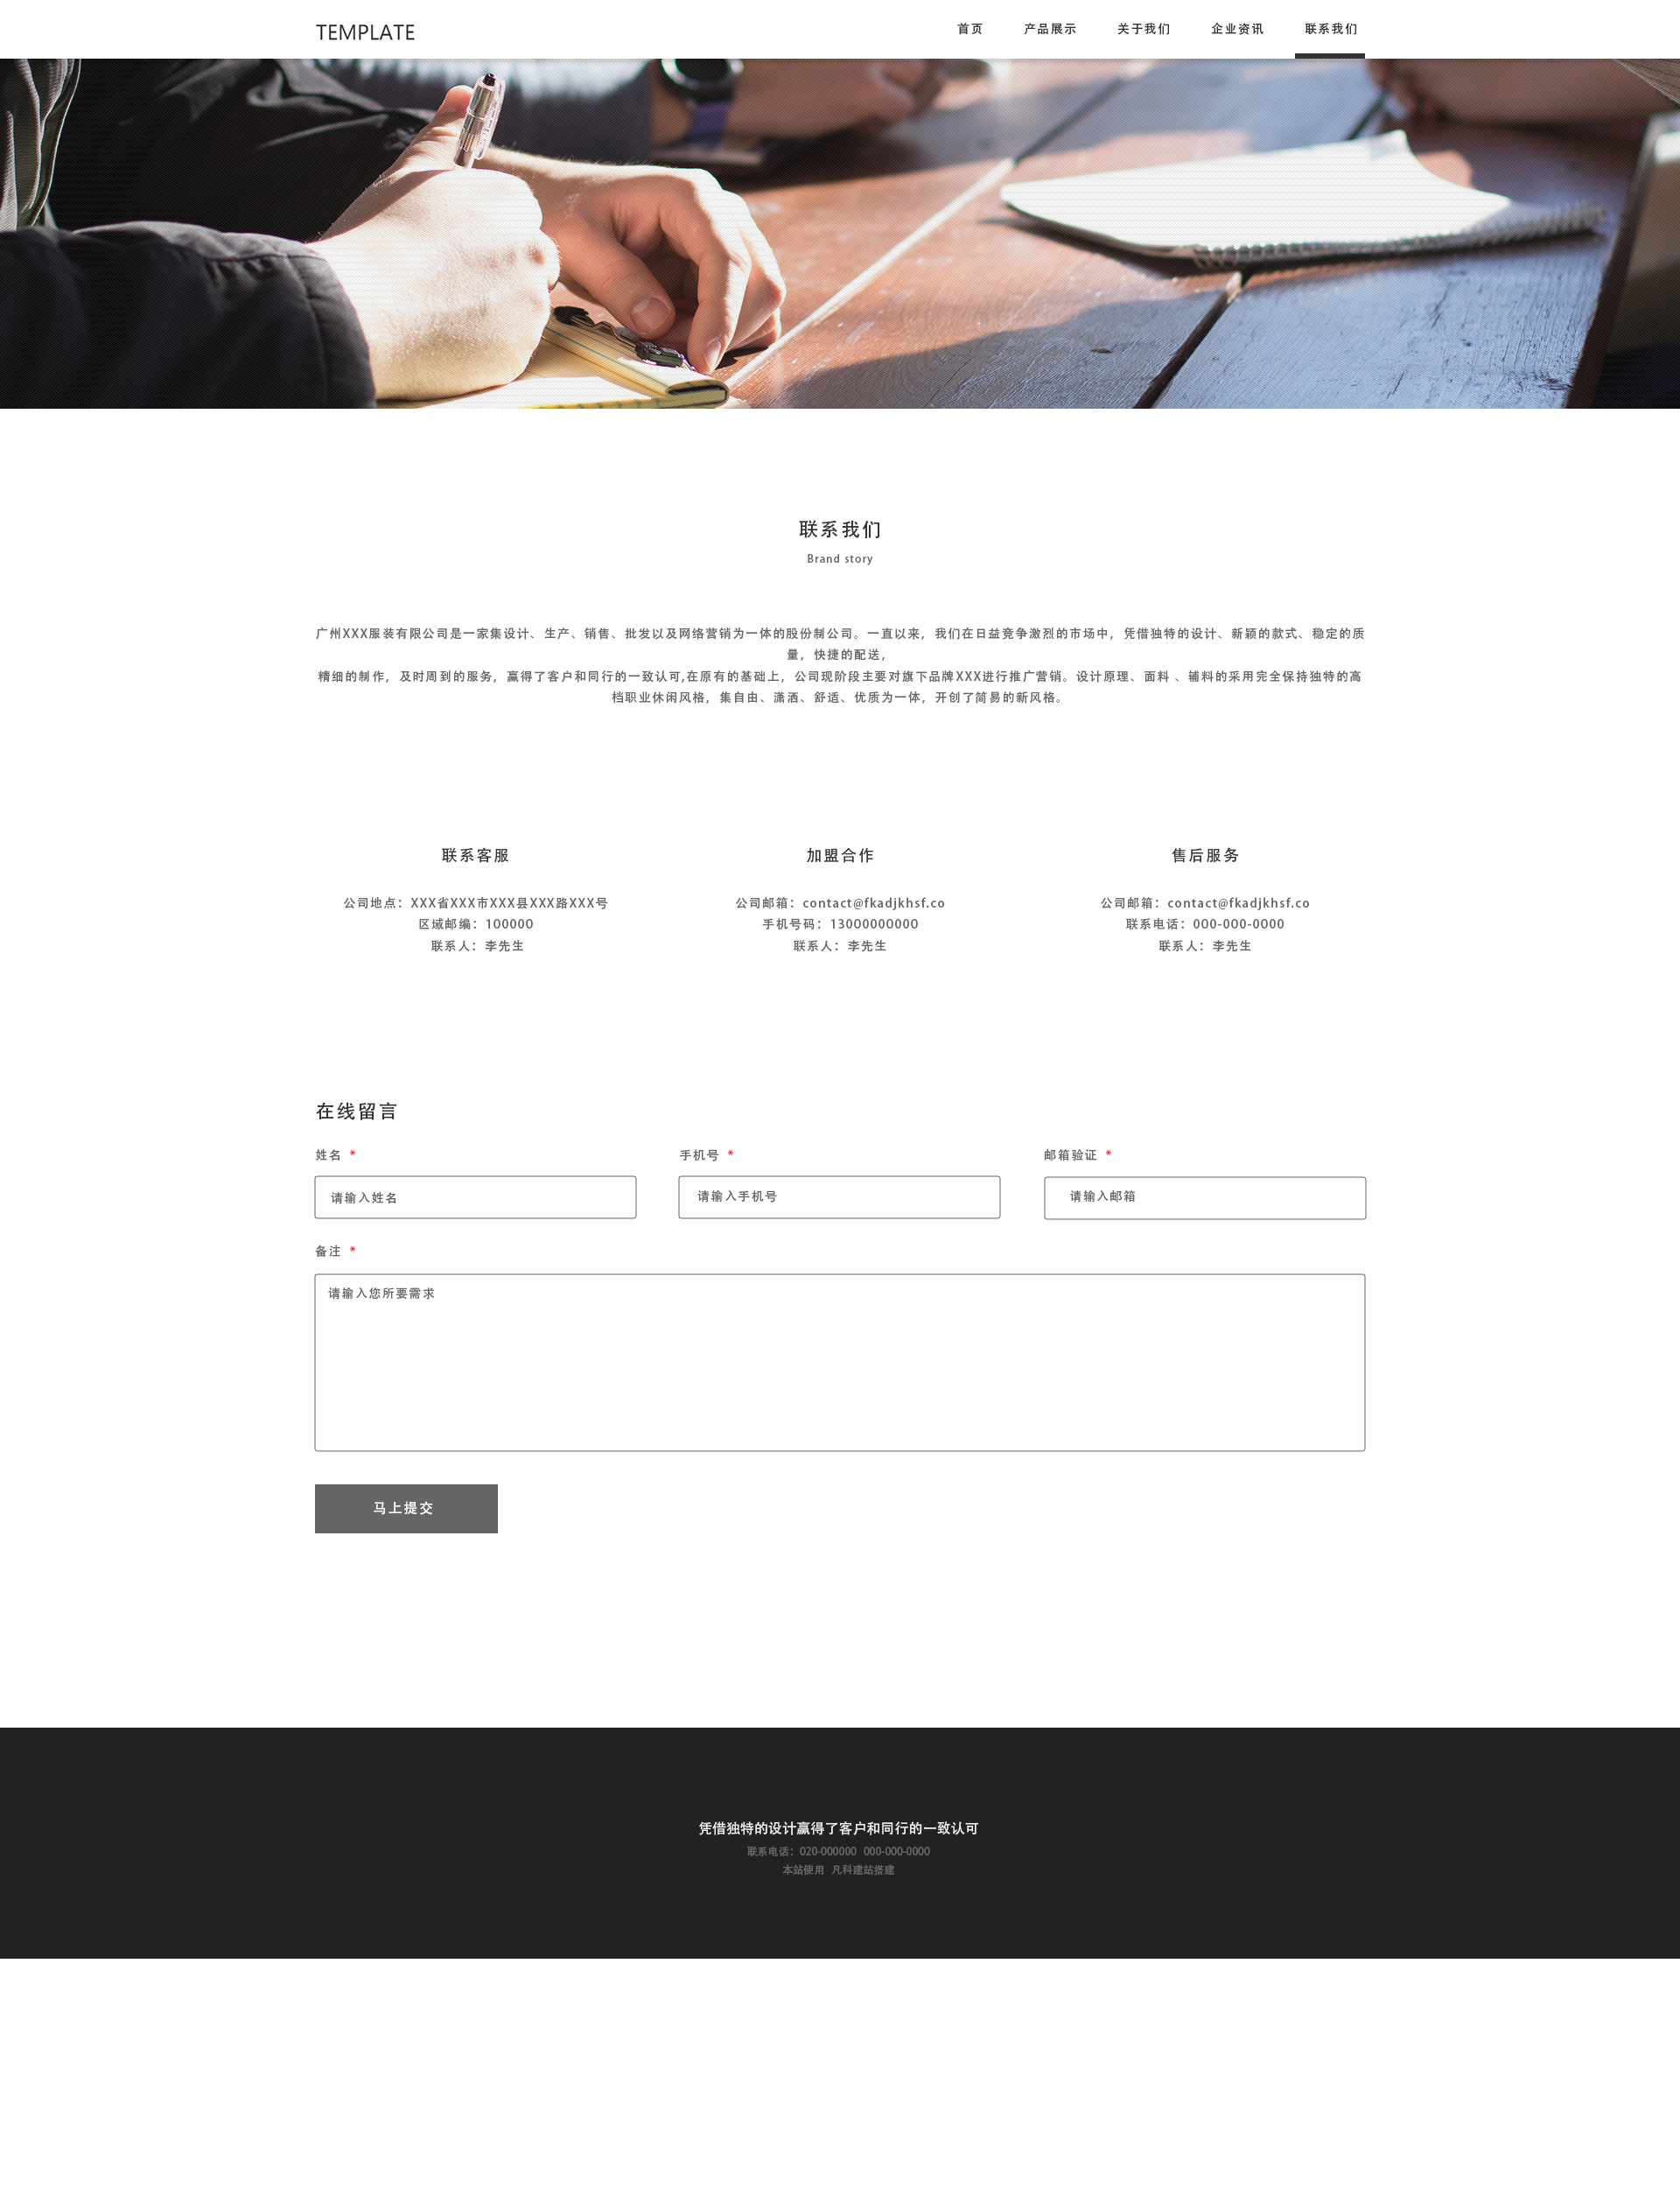 TEMPLATE
首页 产品展示 关于我们 企业资讯 联系我们
联系我们
Brand story
广州XXX服装有限公司是一家集设计、生产、销售、批发以及网络营销为一体的股份制公司。一直以来，我们在日益竞争激烈的市场中，凭借独特的设计、新颖的款式、稳定的质
量，快捷的配送，
精细的制作，及时周到的服务，赢得了客户和同行的一致认可,在原有的基础上，公司现阶段主要对旗下品牌XXX进行推广营销。设计原理、面料 、辅料的采用完全保持独特的高
档职业休闲风格，集自由、潇洒、舒适、优质为一体，开创了简易的新风格。
联系客服
公司地点：XXX省XXX市XXX县XXX路XXX号
区域邮编：100000
联系人：李先生
加盟合作
公司邮箱：contact@fkadjkhsf.co
手机号码：13000000000
联系人：李先生
售后服务
公司邮箱：contact@fkadjkhsf.co
联系电话：000-000-0000
联系人：李先生
在线留言
姓名 * 手机号 * 邮箱验证 *
请输入姓名 请输入手机号 请输入邮箱
备注 *
请输入您所要需求
马上提交
凭借独特的设计赢得了客户和同行的一致认可
联系电话：020-000000 000-000-0000
本站使用 凡科建站搭建